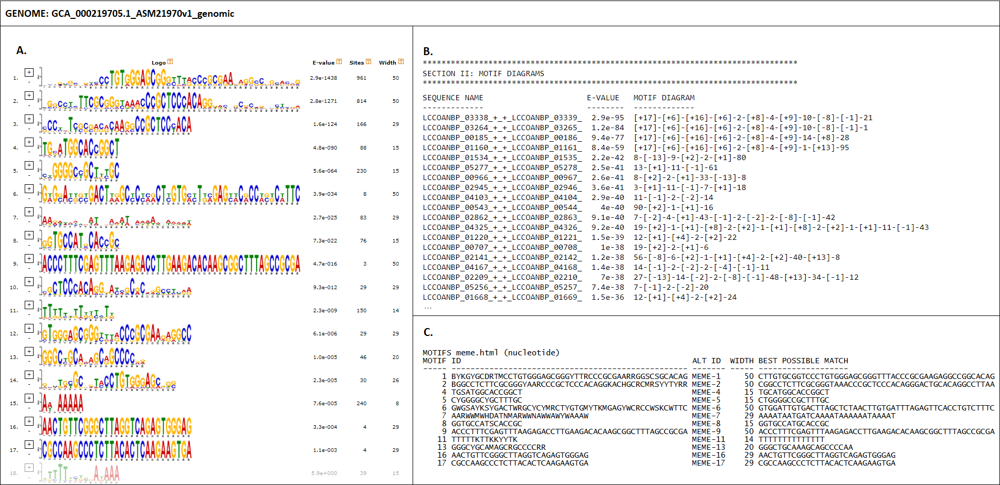 GENOME: GCA_000219705.1_ASM21970v1_genomic
A.
Logo E-value Sites Width
1. 2.9e-1438 961 50
2. 2.8e-1271 814 50
3. 1.6e-124 166 29
4. 4.8e-090 88 15
5. 5.6e-064 230 15
6. 3.9e-034 8 50
7. 2.7e-025 83 29
8. 7.3e-022 76 15
9. ACCCTTTCGAGTTTAAGAGACCTTGAAGACACAAGCGGCTTTAGCCGCGA 4.7e-016 3 50
10. 9.3e-012 29 29
11. 2.3e-009 150 14
12. 6.1e-006 29 29
13. 1.0e-005 46 20
14. 2.3e-005 30 26
15. 7.6e-005 240 8
16. AACTGTTCGGGCTTAGGTCAGAGTGGGAG 3.3e-004 4 29
17. CGCCAAGCCCTCTTACACTCAAGAAGTGA 1.1e-003 4 29
18. 5.9e+000 39 15
B.
********************************************************************************
SECTION II: MOTIF DIAGRAMS
********************************************************************************
SEQUENCE NAME E-VALUE MOTIF DIAGRAM
------------- -------- -------------
LCCOANBP_03338_+_+_LCCOANBP_03339_ 2.9e-95 [+17]-[+6]-[+16]-[+6]-2-[+8]-4-[+9]-10-[-8]-[-1]-21
LCCOANBP_03264_+_+_LCCOANBP_03265_ 1.2e-84 [+17]-[+6]-[+16]-[+6]-2-[+8]-4-[+9]-10-[-8]-[-1]-1
LCCOANBP_00185_+_+_LCCOANBP_00186_ 9.4e-77 [+17]-[+6]-[+16]-[+6]-2-[+8]-4-[+9]-14-[+8]-28
LCCOANBP_01160_+_+_LCCOANBP_01161_ 8.4e-59 [+17]-[+6]-[+16]-[+6]-2-[+8]-4-[+9]-1-[+13]-95
LCCOANBP_01534_+_+_LCCOANBP_01535_ 2.2e-42 8-[-13]-9-[+2]-2-[+1]-80
LCCOANBP_05277_+_+_LCCOANBP_05278_ 2.5e-41 13-[+1]-11-[-1]-61
LCCOANBP_00966_+_+_LCCOANBP_00967_ 2.6e-41 8-[+2]-2-[+1]-33-[-13]-8
LCCOANBP_02945_+_+_LCCOANBP_02946_ 3.6e-41 3-[+1]-11-[-1]-7-[+1]-18
LCCOANBP_04103_+_+_LCCOANBP_04104_ 2.9e-40 11-[-1]-2-[-2]-14
LCCOANBP_00543_+_+_LCCOANBP_00544_ 4e-40 90-[+2]-1-[+1]-16
LCCOANBP_02862_+_+_LCCOANBP_02863_ 9.1e-40 7-[-2]-4-[+1]-43-[-1]-2-[-2]-2-[-8]-[-1]-42
LCCOANBP_04325_+_+_LCCOANBP_04326_ 9.2e-40 19-[+2]-1-[+1]-[+8]-2-[+2]-1-[+1]-[+8]-2-[+2]-1-[+1]-11-[-1]-43
LCCOANBP_01220_+_+_LCCOANBP_01221_ 1.5e-39 12-[+1]-[+4]-2-[+2]-22
LCCOANBP_00707_+_+_LCCOANBP_00708_ 1e-38 19-[+2]-2-[+1]-6
LCCOANBP_02141_+_+_LCCOANBP_02142_ 1.2e-38 56-[-8]-6-[+2]-1-[+1]-[+4]-2-[+2]-40-[+13]-8
LCCOANBP_04167_+_+_LCCOANBP_04168_ 1.4e-38 14-[-1]-2-[-2]-2-[-4]-[-1]-11
LCCOANBP_02209_+_+_LCCOANBP_02210_ 7e-38 27-[-13]-14-[-2]-2-[-8]-[-1]-48-[+13]-34-[-1]-12
LCCOANBP_05256_+_+_LCCOANBP_05257_ 7.4e-38 7-[-1]-2-[-2]-20
LCCOANBP_01668_+_+_LCCOANBP_01669_ 1.5e-36 12-[+1]-[+4]-2-[+2]-24
...
C.
MOTIFS meme.html (nucleotide)
MOTIF ID ALT ID WIDTH BEST POSSIBLE MATCH
----- -------------------------------------------------- ------- ----- -------------------
1 BYKGYGCDRTMCCTGTGGGAGCGGGYTTRCCCGCGAARRGGSCSGCACAG MEME-1 50 CTTGTGCGGTCCCTGTGGGAGCGGGTTTACCCGCGAAGAGGCCGGCACAG
2 BGGCCTCTTCGCGGGYAARCCCGCTCCCACAGGKACHGCRCMRSYYTYRR MEME-2 50 CGGCCTCTTCGCGGGTAAACCCGCTCCCACAGGGACTGCACAGGCCTTAA
4 TGSATGGCACCGGCT MEME-4 15 TGCATGGCACCGGCT
5 CYGGGGCYGCTTTGC MEME-5 15 CTGGGGCCGCTTTGC
6 GWGSAYKSYGACTWRGCYCYMRCTYGTGMYTKMGAGYWCRCCWSKCWTTC MEME-6 50 GTGGATTGTGACTTAGCTCTAACTTGTGATTTAGAGTTCACCTGTCTTTC
7 AARWWMWHDATNMARWWNAWWAWYWAAAW MEME-7 29 AAAATAATGATCAAAATAAAAAATAAAAT
8 GGTGCCATSCACCGC MEME-8 15 GGTGCCATGCACCGC
9 ACCCTTTCGAGTTTAAGAGACCTTGAAGACACAAGCGGCTTTAGCCGCGA MEME-9 50 ACCCTTTCGAGTTTAAGAGACCTTGAAGACACAAGCGGCTTTAGCCGCGA
11 TTTTTKTTKKYYTK MEME-11 14 TTTTTTTTTTTTTT
13 GGGCYGCAMAGCRGCCCCRR MEME-13 20 GGGCTGCAAAGCAGCCCCAA
16 AACTGTTCGGGCTTAGGTCAGAGTGGGAG MEME-16 29 AACTGTTCGGGCTTAGGTCAGAGTGGGAG
17 CGCCAAGCCCTCTTACACTCAAGAAGTGA MEME-17 29 CGCCAAGCCCTCTTACACTCAAGAAGTGA